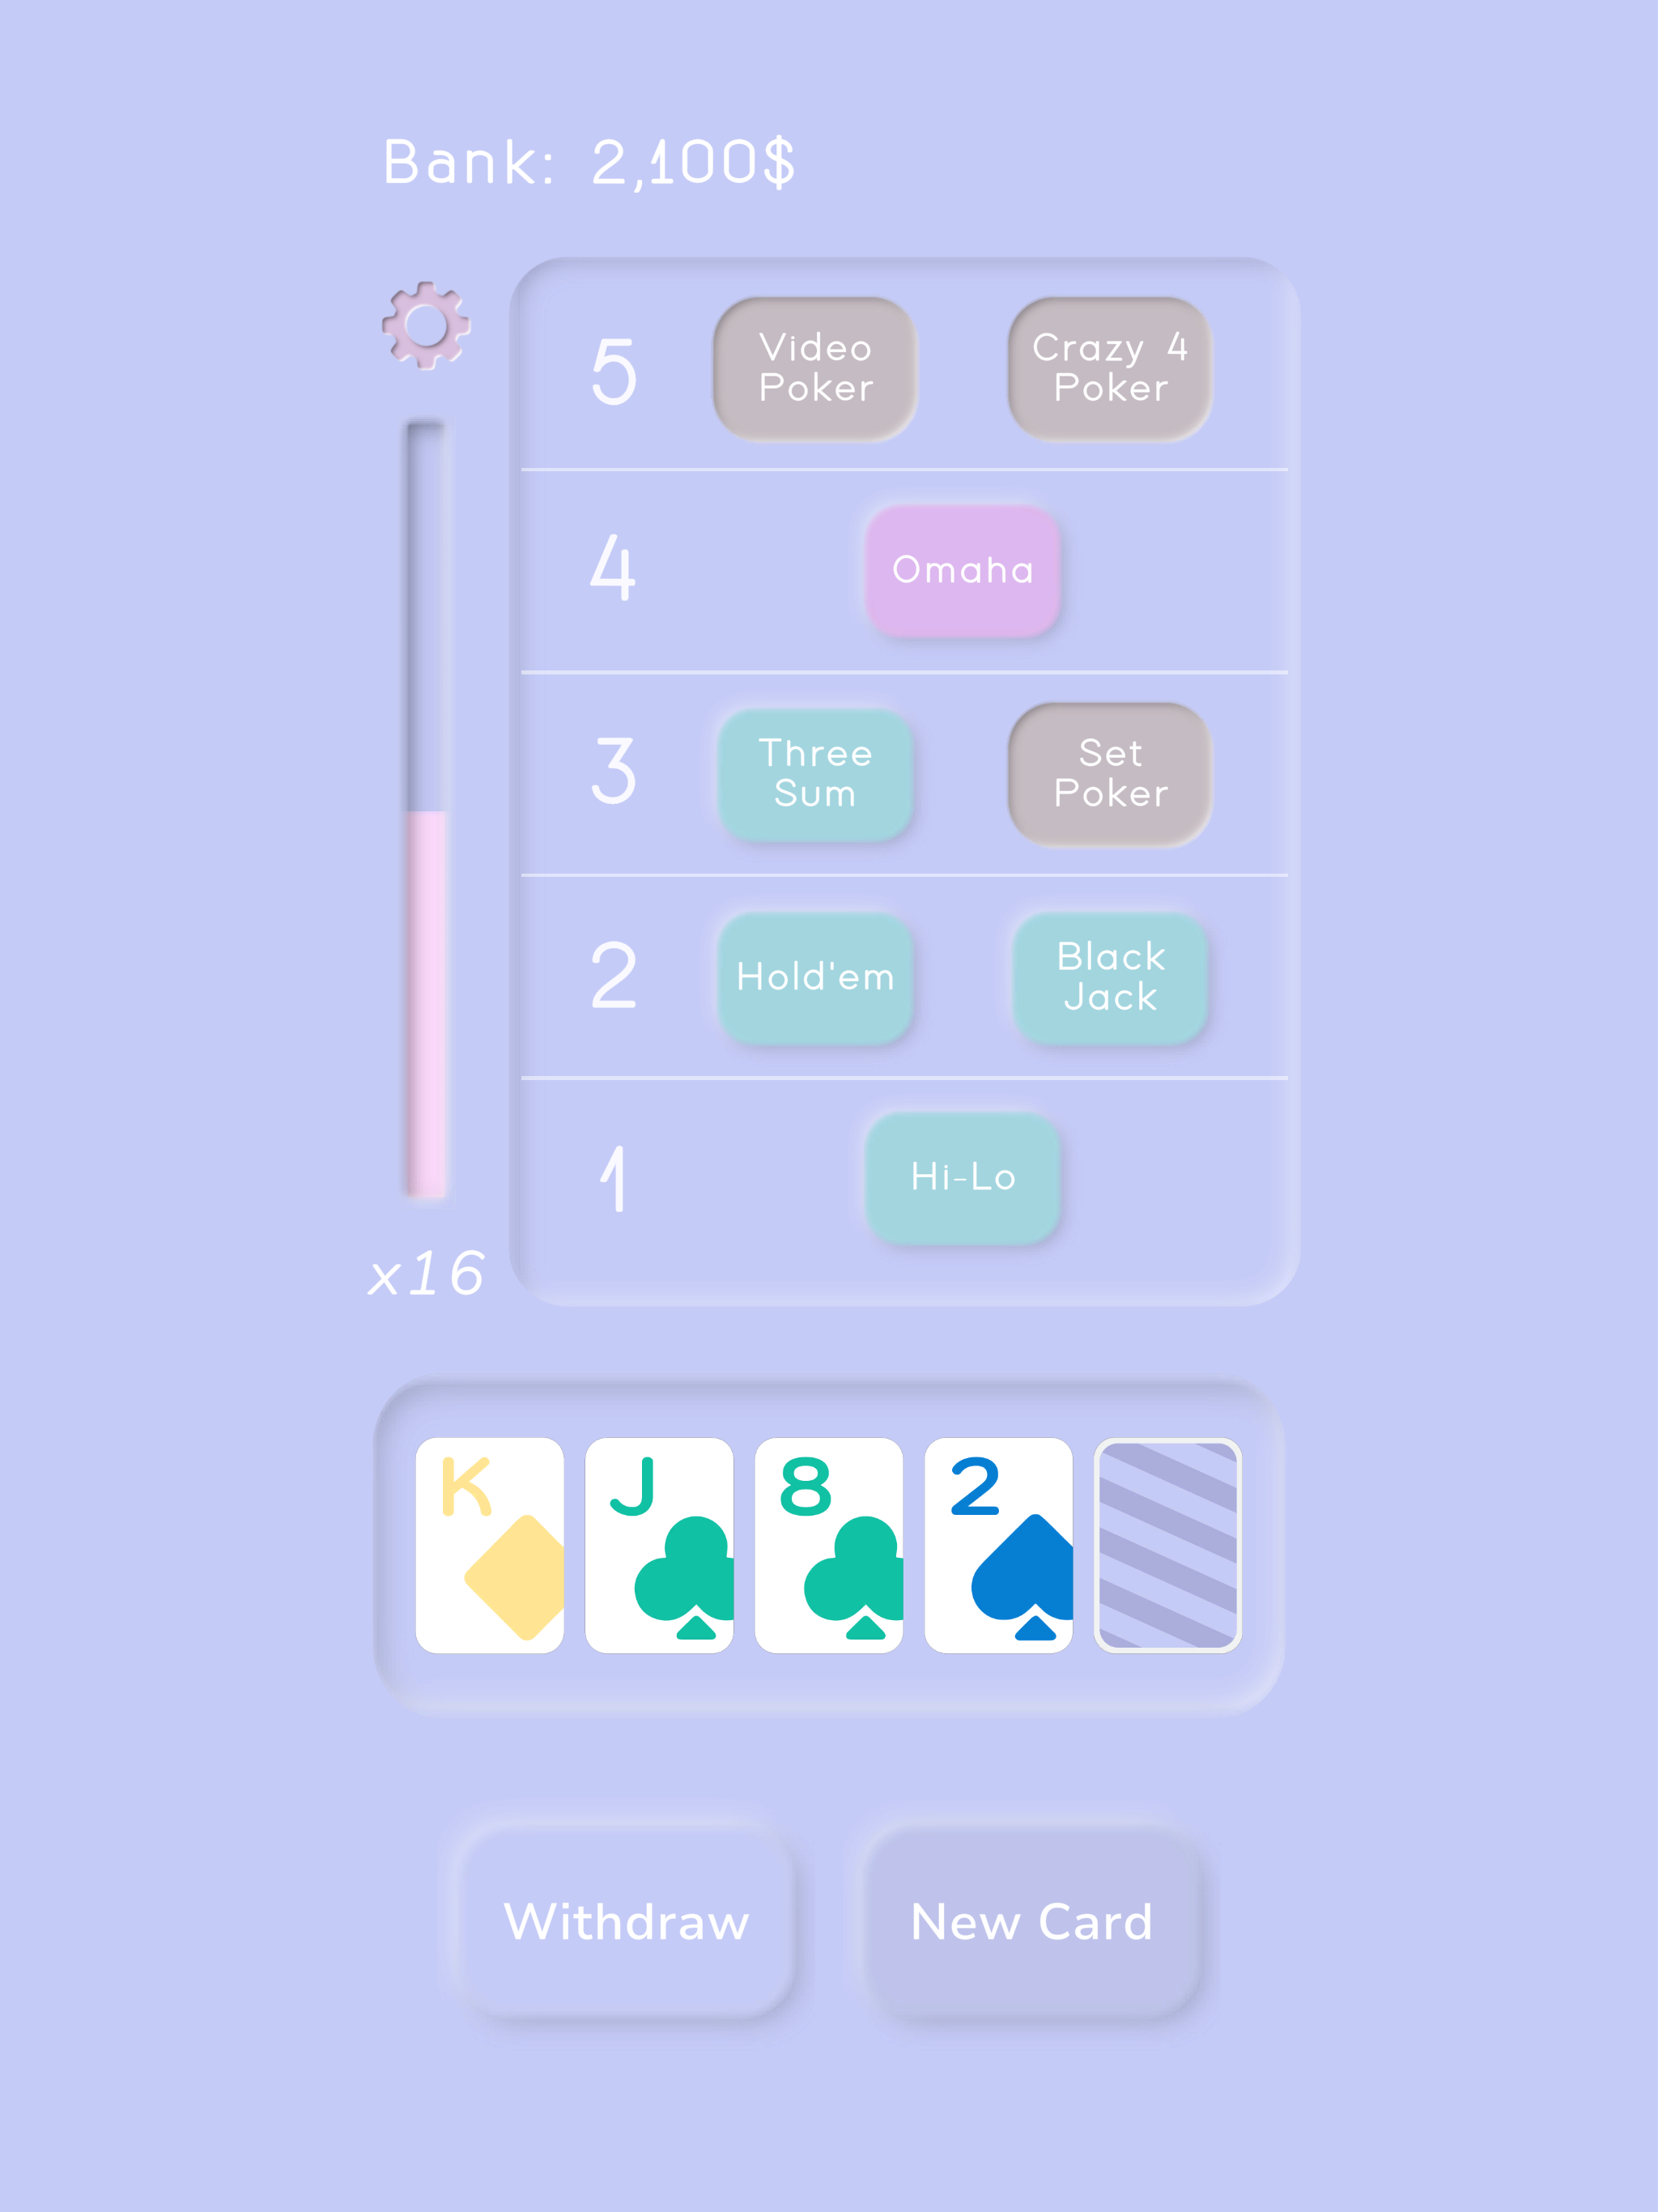 Bank: 2,100$
5
Video
Poker
Crazy 4
Poker
4
Omaha
3
Three
Sum
Set
Poker
2
Hold'em
Black
Jack
1
Hi-Lo
x16
K
J
8
2
Withdraw
New Card